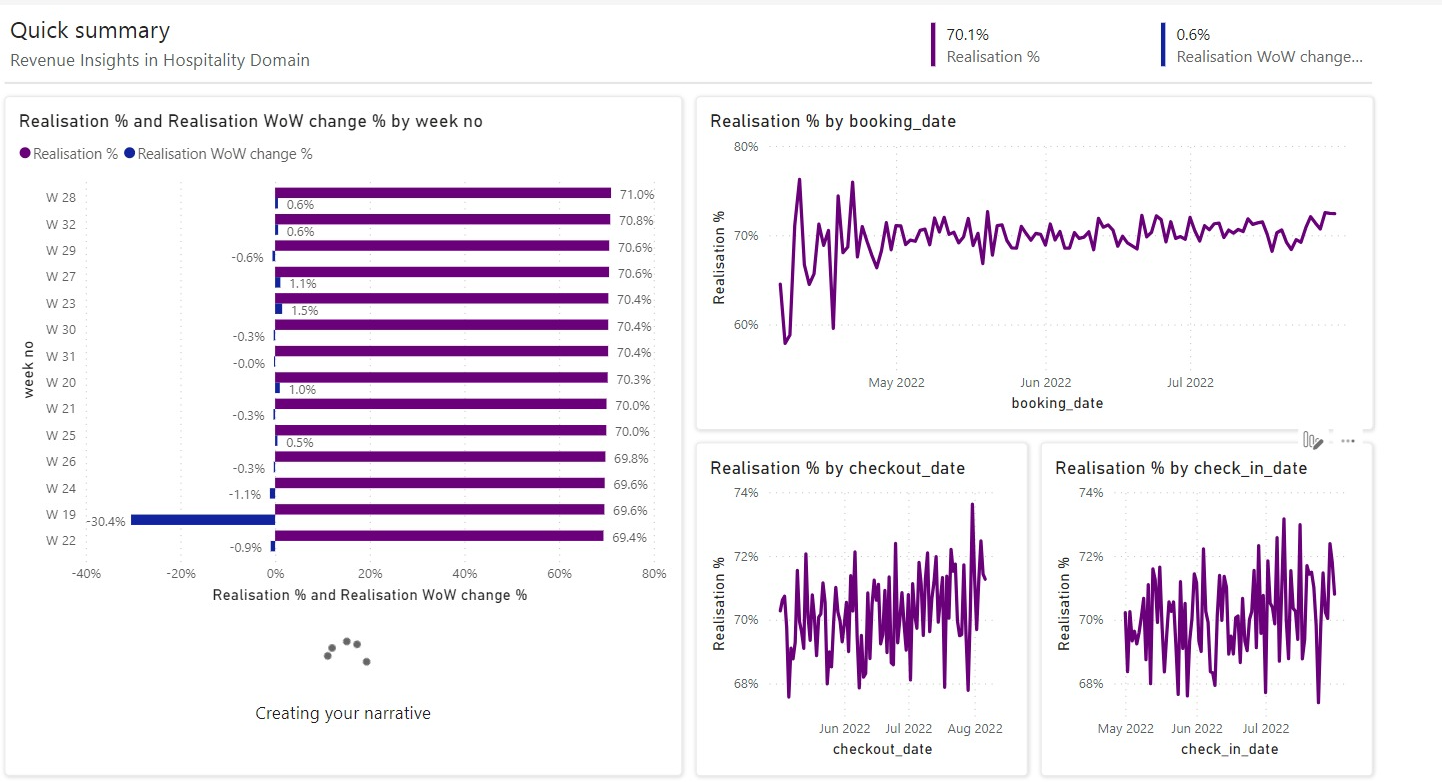 Quick summary
Revenue Insights in Hospitality Domain
70.1%
Realisation %
0.6%
Realisation WoW change...
Realisation % and Realisation WoW change % by week no
Realisation % Realisation WoW change %
week no
W 28 71.0%
0.6%
W 32 70.8%
0.6%
W 29 70.6%
-0.6%
W 27 70.6%
1.1%
W 23 70.4%
1.5%
W 30 70.4%
-0.3%
W 31 70.4%
-0.0%
W 20 70.3%
1.0%
W 21 70.0%
-0.3%
W 25 70.0%
0.5%
W 26 69.8%
-0.3%
W 24 69.6%
-1.1%
W 19 69.6%
-30.4%
W 22 69.4%
-0.9%
-40% -20% 0% 20% 40% 60% 80%
Realisation % and Realisation WoW change %
Creating your narrative
Realisation % by booking_date
80%
70%
60%
Realisation %
May 2022 Jun 2022 Jul 2022
booking_date
Realisation % by checkout_date
74%
72%
70%
68%
Realisation %
Jun 2022 Jul 2022 Aug 2022
checkout_date
Realisation % by check_in_date
74%
72%
70%
68%
Realisation %
May 2022 Jun 2022 Jul 2022
check_in_date